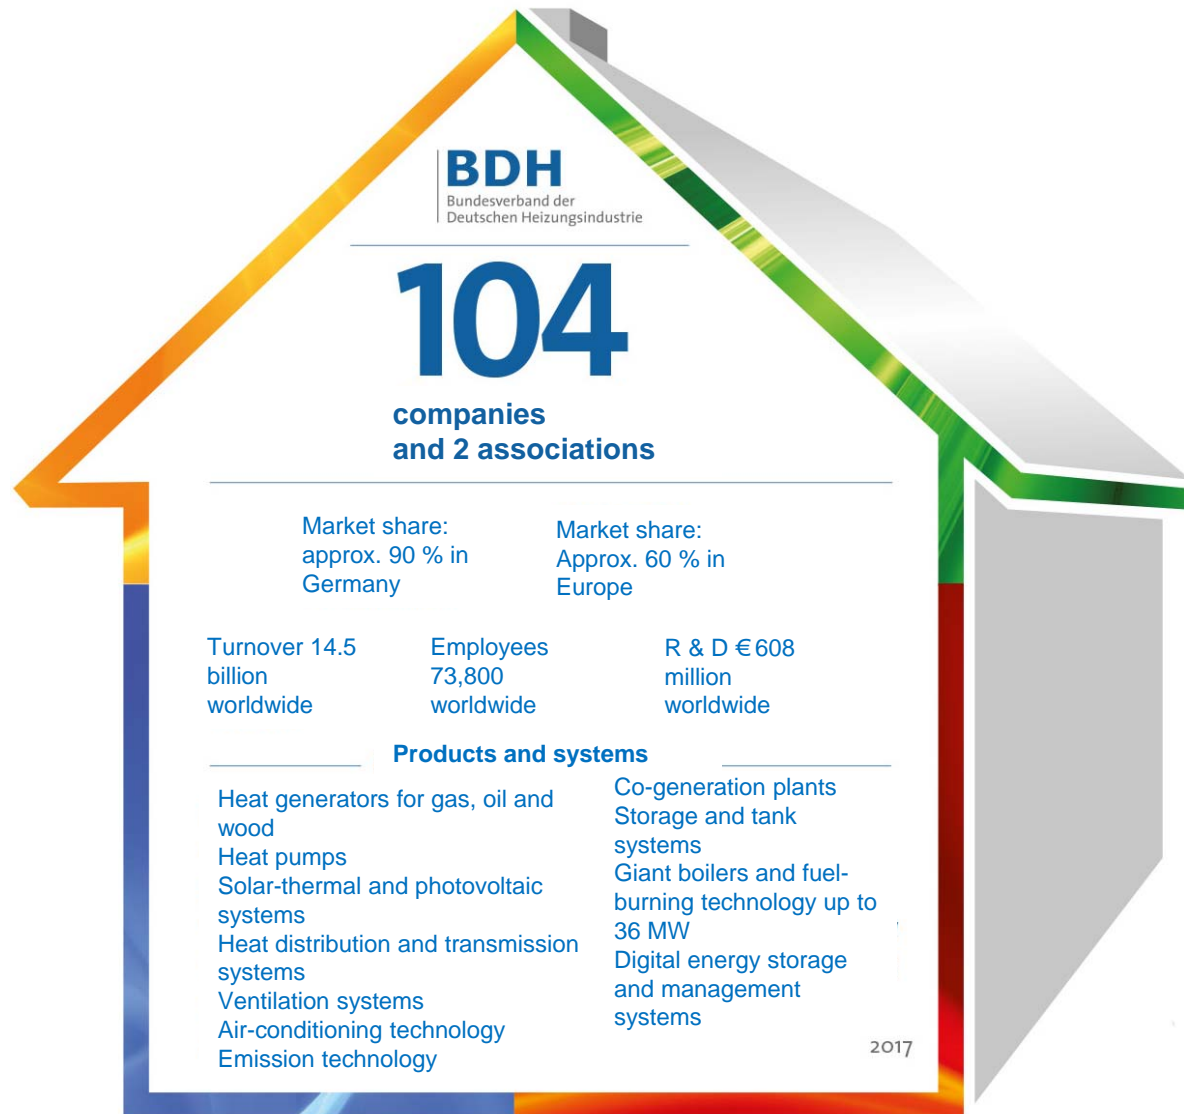 BDH
Bundesverband der
Deutschen Heizungsindustrie
104
companies
and 2 associations
Market share:
approx. 90 % in
Germany
Market share:
Approx. 60 % in
Europe
Turnover 14.5
billion
worldwide
Employees
73,800
worldwide
R & D € 608
million
worldwide
Products and systems
Heat generators for gas, oil and
wood
Heat pumps
Solar-thermal and photovoltaic
systems
Heat distribution and transmission
systems
Ventilation systems
Air-conditioning technology
Emission technology
Co-generation plants
Storage and tank
systems
Giant boilers and fuel-
burning technology up to
36 MW
Digital energy storage
and management
systems
2017